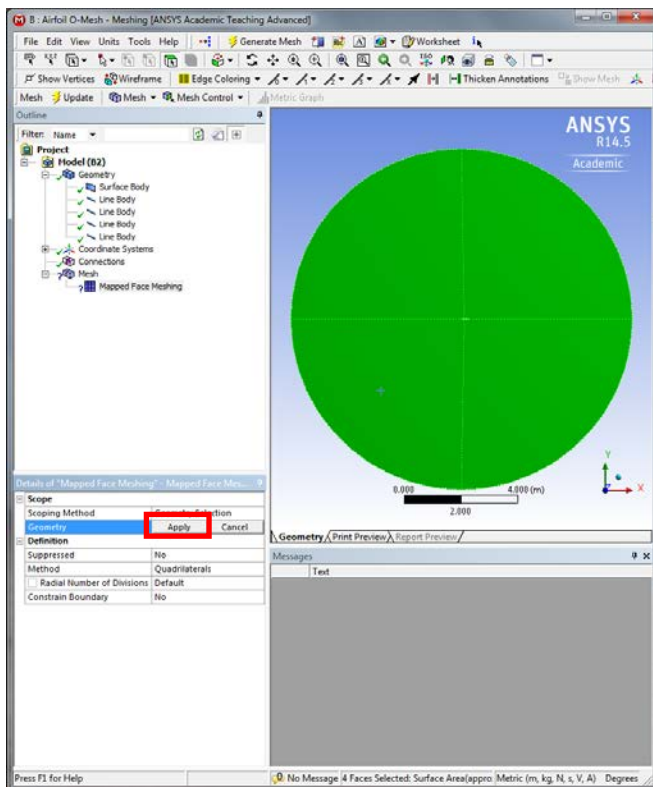 B : Airfoil O-Mesh - Meshing [ANSYS Academic Teaching Advanced]
File Edit View Units Tools Help Generate Mesh Worksheet
Show Vertices Wireframe Edge Coloring Thicken Annotations Show Mesh
Mesh Update Mesh Mesh Control Metric Graph
Outline
Filter: Name
Project
Model (B2)
Geometry
Surface Body
Line Body
Line Body
Line Body
Line Body
Coordinate Systems
Connections
Mesh
Mapped Face Meshing
ANSYS
R14.5
Academic
Y
X
0.000 4.000 (m)
2.000
Geometry Print Preview Report Preview
Details of "Mapped Face Meshing" - Mapped Face Mes...
Scope
Scoping Method Geometry Selection
Geometry Apply Cancel
Definition
Suppressed No
Method Quadrilaterals
Radial Number of Divisions Default
Constrain Boundary No
Messages
Text
Press F1 for Help No Message 4 Faces Selected: Surface Area(appro Metric (m, kg, N, s, V, A) Degrees